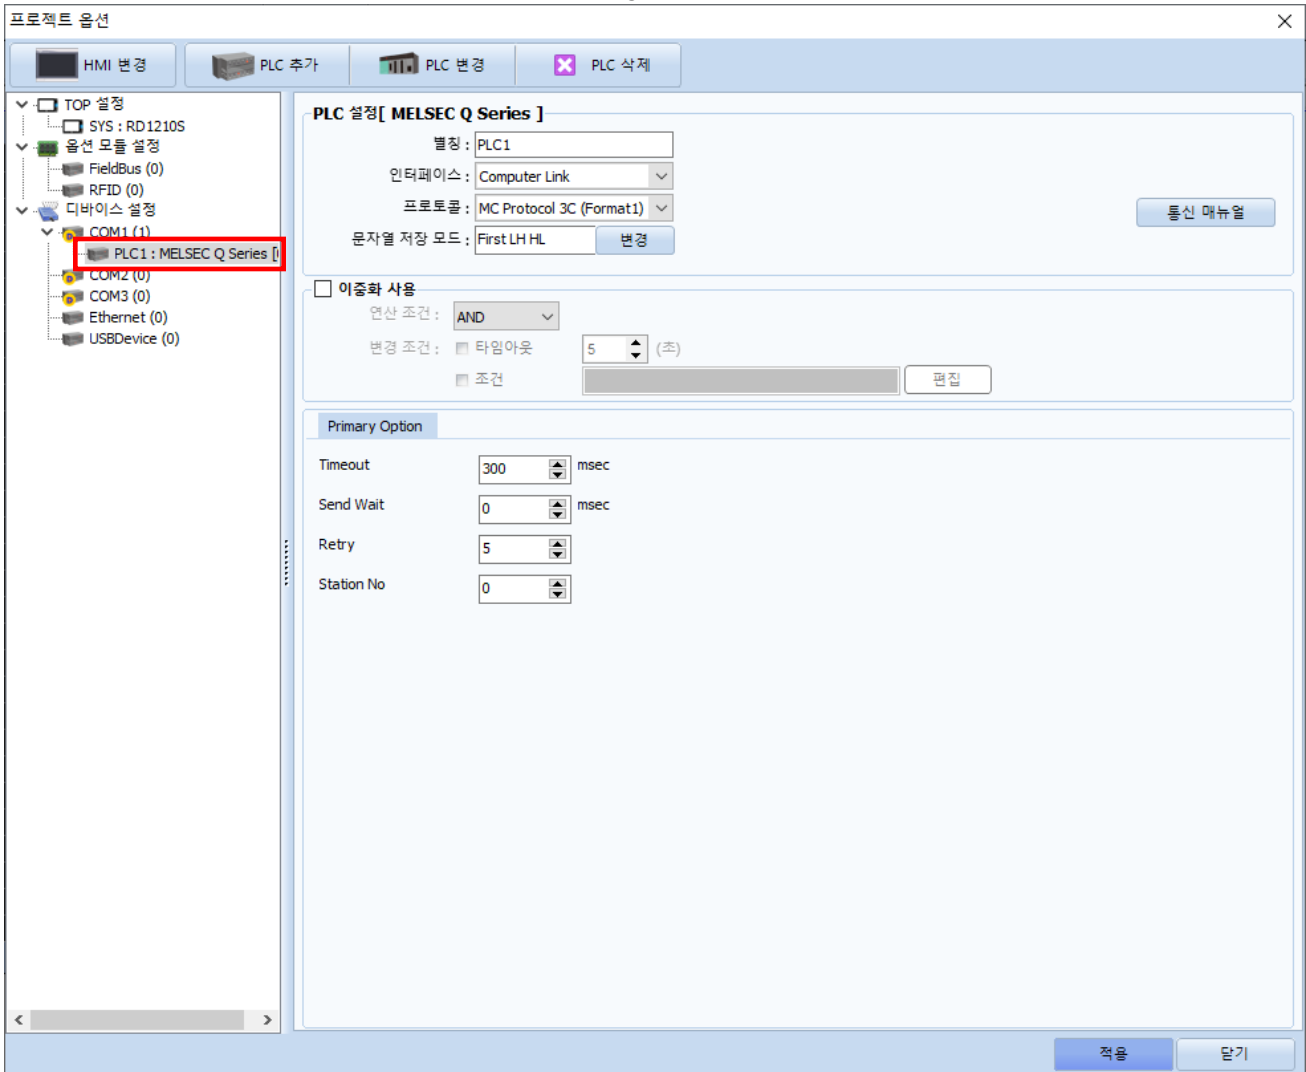 프로젝트 옵션
HMI 변경
PLC 추가
PLC 변경
PLC 삭제
TOP 설정
SYS : RD1210S
옵션 모듈 설정
FieldBus (0)
RFID (0)
디바이스 설정
COM1 (1)
PLC1 : MELSEC Q Series [
COM2 (0)
COM3 (0)
Ethernet (0)
USBDevice (0)
PLC 설정[ MELSEC Q Series ]
별칭 : PLC1
인터페이스 : Computer Link
프로토콜 : MC Protocol 3C (Format1)
통신 매뉴얼
문자열 저장 모드 : First LH HL 변경
이중화 사용
연산 조건 : AND
변경 조건 : 타임아웃 5 (초)
조건 편집
Primary Option
Timeout 300 msec
Send Wait 0 msec
Retry 5
Station No 0
적용
닫기